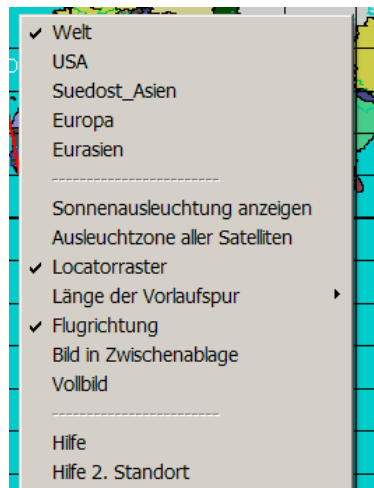 Welt
USA
Suedost_Asien
Europa
Eurasien
------------------------
Sonnenausleuchtung anzeigen
Ausleuchtzone aller Satelliten
Locatorraster
Länge der Vorlaufspur
Flugrichtung
Bild in Zwischenablage
Vollbild
------------------------
Hilfe
Hilfe 2. Standort